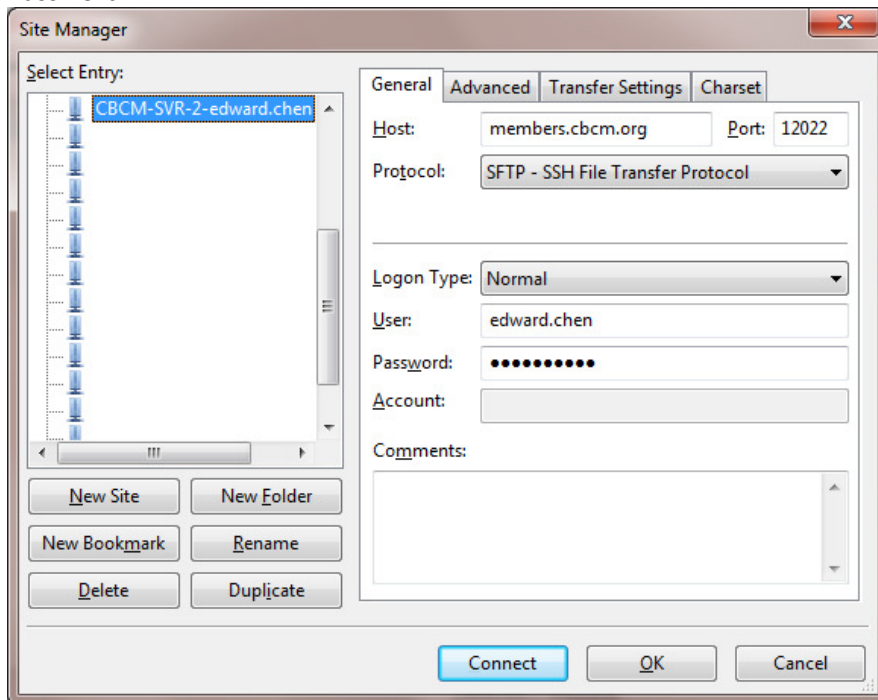 Site Manager
Select Entry:
CBCM-SVR-2-edward.chen
New Site New Folder
New Bookmark Rename
Delete Duplicate
General Advanced Transfer Settings Charset
Host: members.cbcm.org Port: 12022
Protocol: SFTP - SSH File Transfer Protocol
Logon Type: Normal
User: edward.chen
Password: ●●●●●●●●●●
Account:
Comments:
Connect OK Cancel